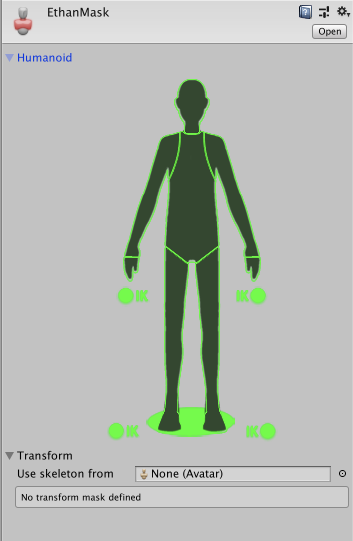 EthanMask
Open
Humanoid
IK
IK
IK
IK
Transform
Use skeleton from
None (Avatar)
No transform mask defined